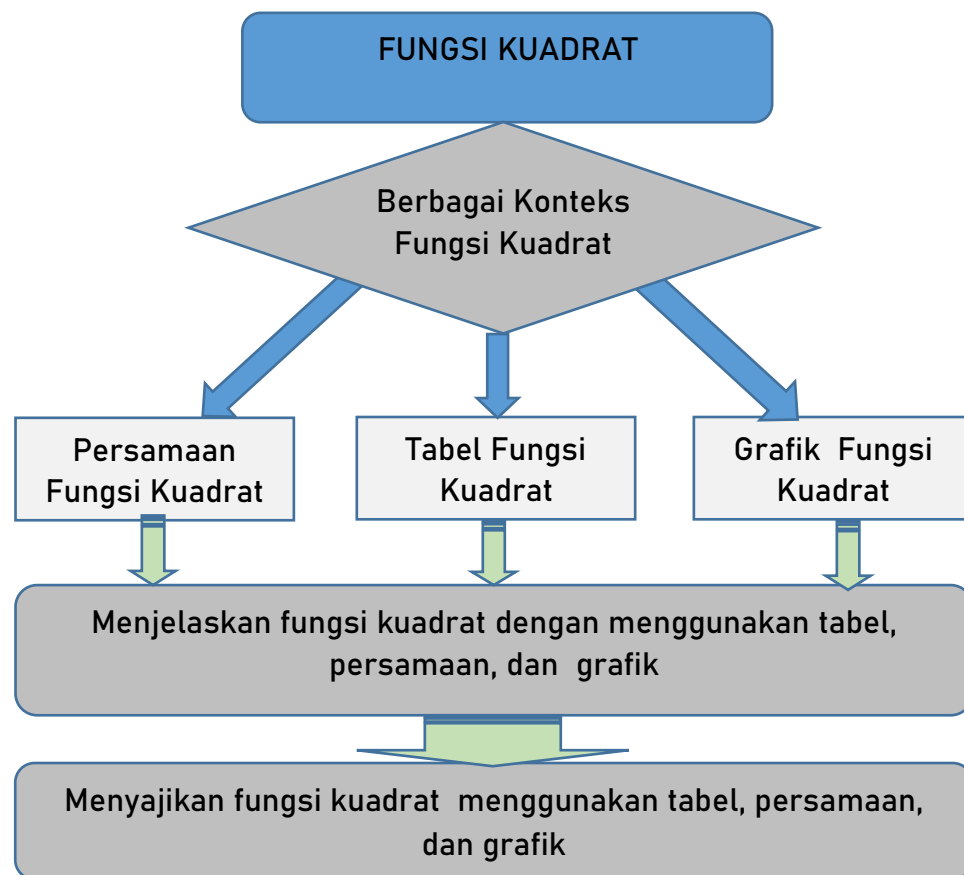 FUNGSI KUADRAT
Berbagai Konteks
Fungsi Kuadrat
Persamaan
Fungsi Kuadrat
Tabel Fungsi
Kuadrat
Grafik Fungsi
Kuadrat
Menjelaskan fungsi kuadrat dengan menggunakan tabel,
persamaan, dan grafik
Menyajikan fungsi kuadrat menggunakan tabel, persamaan,
dan grafik